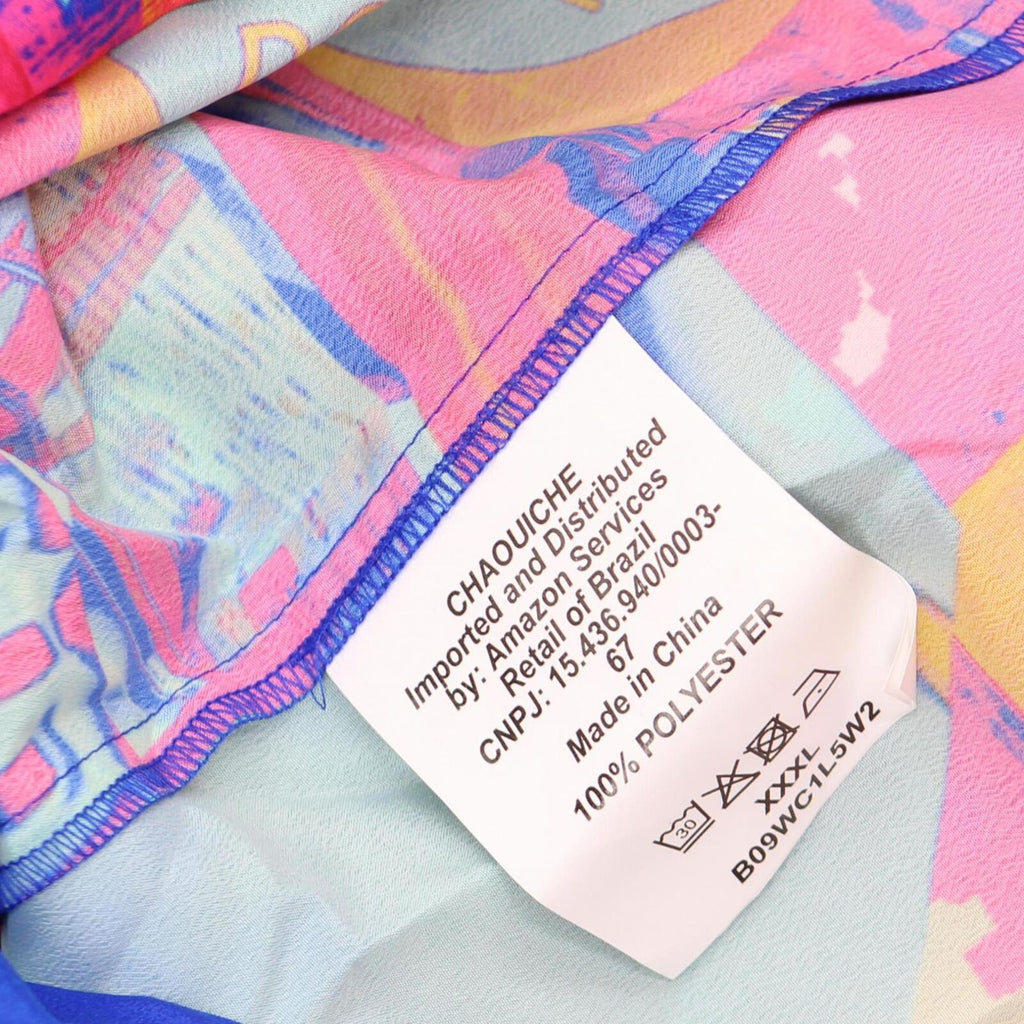 CHAOUICHE
Imported and Distributed
by: Amazon Services
Retail of Brazil
CNPJ: 15.436.940/0003-
67
Made in China
100% POLYESTER
30
XXXL
B09WC1L5W2